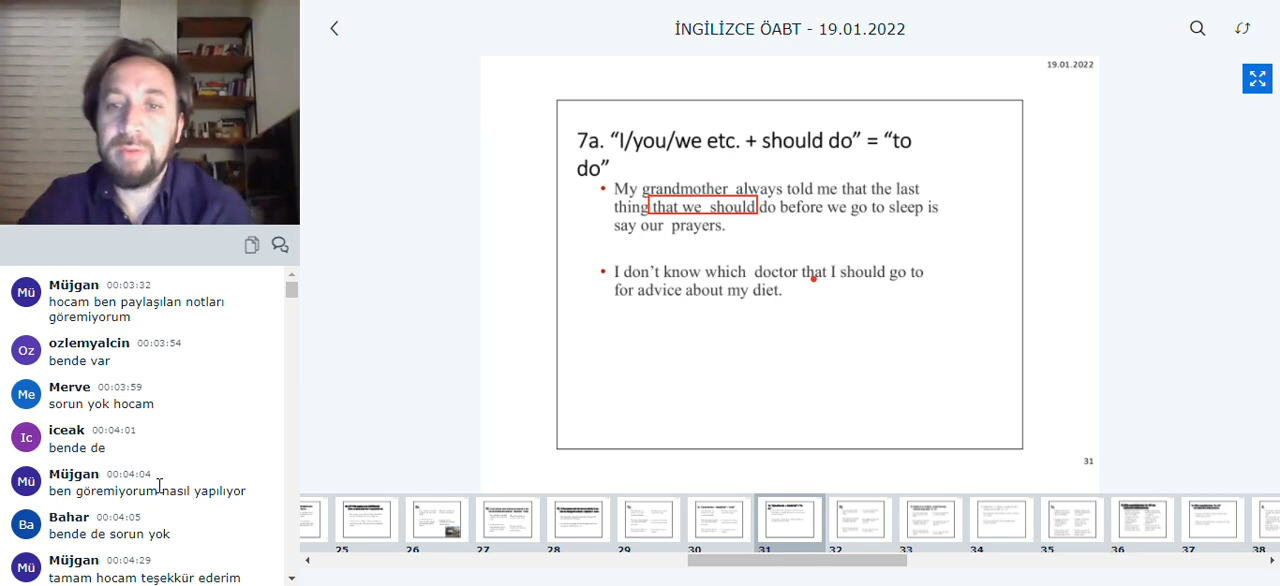 İNGİLİZCE ÖABT - 19.01.2022
19.01.2022
7a. “I/you/we etc. + should do” = “to
do”
• My grandmother always told me that the last
thing that we should do before we go to sleep is
say our prayers.
• I don’t know which doctor that I should go to
for advice about my diet.
31
Mü
Müjgan 00:03:32
hocam ben paylaşılan notları
göremiyorum
Oz
ozlemyalcin 00:03:54
bende var
Me
Merve 00:03:59
sorun yok hocam
Ic
iceak 00:04:01
bende de
Mü
Müjgan 00:04:04
ben göremiyorum nasıl yapılıyor
Ba
Bahar 00:04:05
bende de sorun yok
Mü
Müjgan 00:04:29
tamam hocam teşekkür ederim
25 26 27 28 29 30 31 32 33 34 35 36 37 38